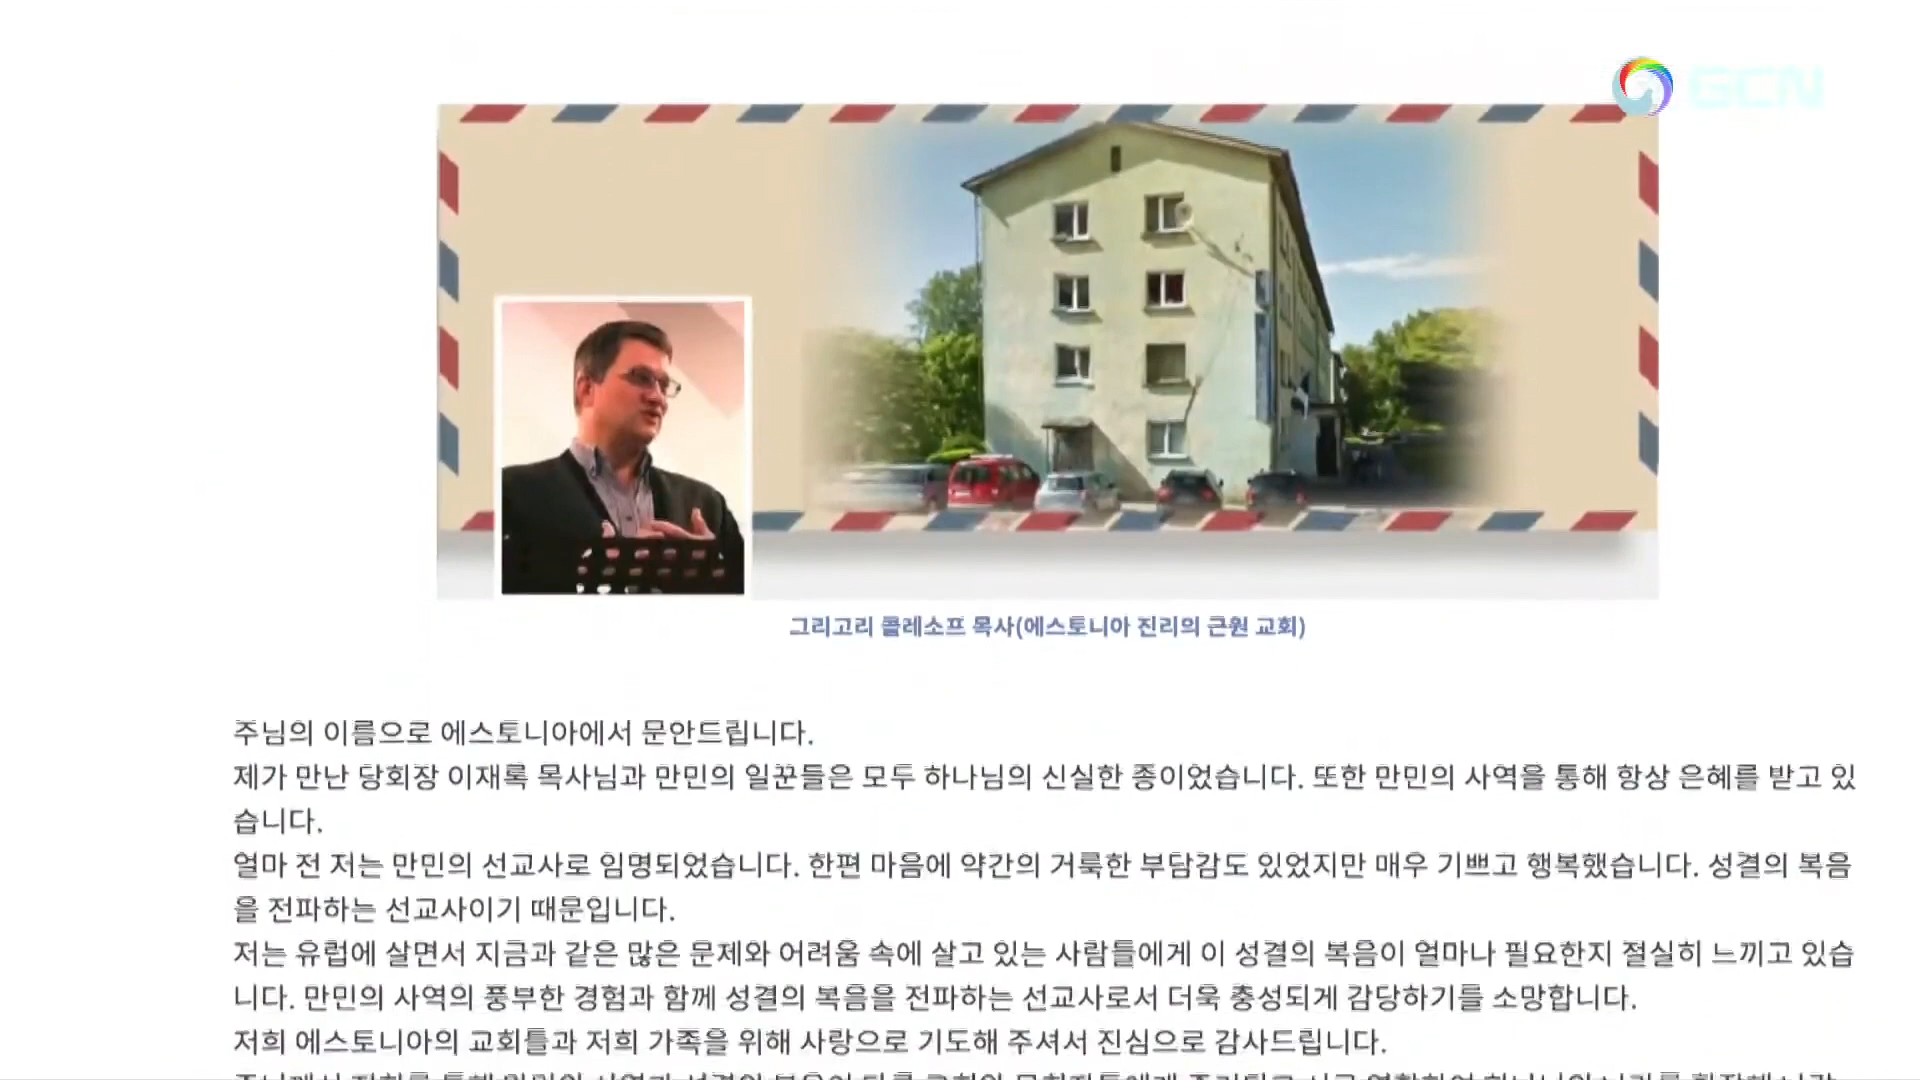 GCN
그리고리 콜레소프 목사(에스토니아 진리의 근원 교회)
주님의 이름으로 에스토니아에서 문안드립니다.
제가 만난 당회장 이재록 목사님과 만민의 일꾼들은 모두 하나님의 신실한 종이었습니다. 또한 만민의 사역을 통해 항상 은혜를 받고 있
습니다.
얼마 전 저는 만민의 선교사로 임명되었습니다. 한편 마음에 약간의 거룩한 부담감도 있었지만 매우 기쁘고 행복했습니다. 성결의 복음
을 전파하는 선교사이기 때문입니다.
저는 유럽에 살면서 지금과 같은 많은 문제와 어려움 속에 살고 있는 사람들에게 이 성결의 복음이 얼마나 필요한지 절실히 느끼고 있습
니다. 만민의 사역의 풍부한 경험과 함께 성결의 복음을 전파하는 선교사로서 더욱 충성되게 감당하기를 소망합니다.
저희 에스토니아의 교회들과 저희 가족을 위해 사랑으로 기도해 주셔서 진심으로 감사드립니다.